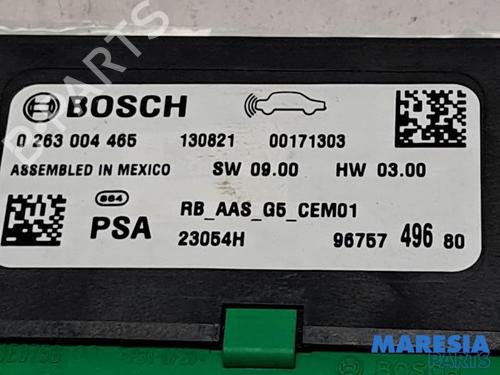 B-PARTS
BOSCH
0 263 004 465 130821 00171303
ASSEMBLED IN MEXICO SW 09.00 HW 03.00
864 RB_AAS_G5_CEM01
PSA 23054H 96757 496 80
MARESIA
PARTS